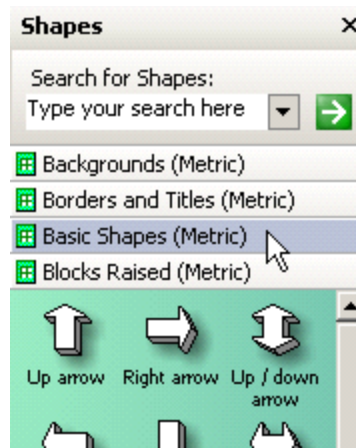 Shapes
Search for Shapes:
Type your search here
Backgrounds (Metric)
Borders and Titles (Metric)
Basic Shapes (Metric)
Blocks Raised (Metric)
Up arrow Right arrow Up / down arrow